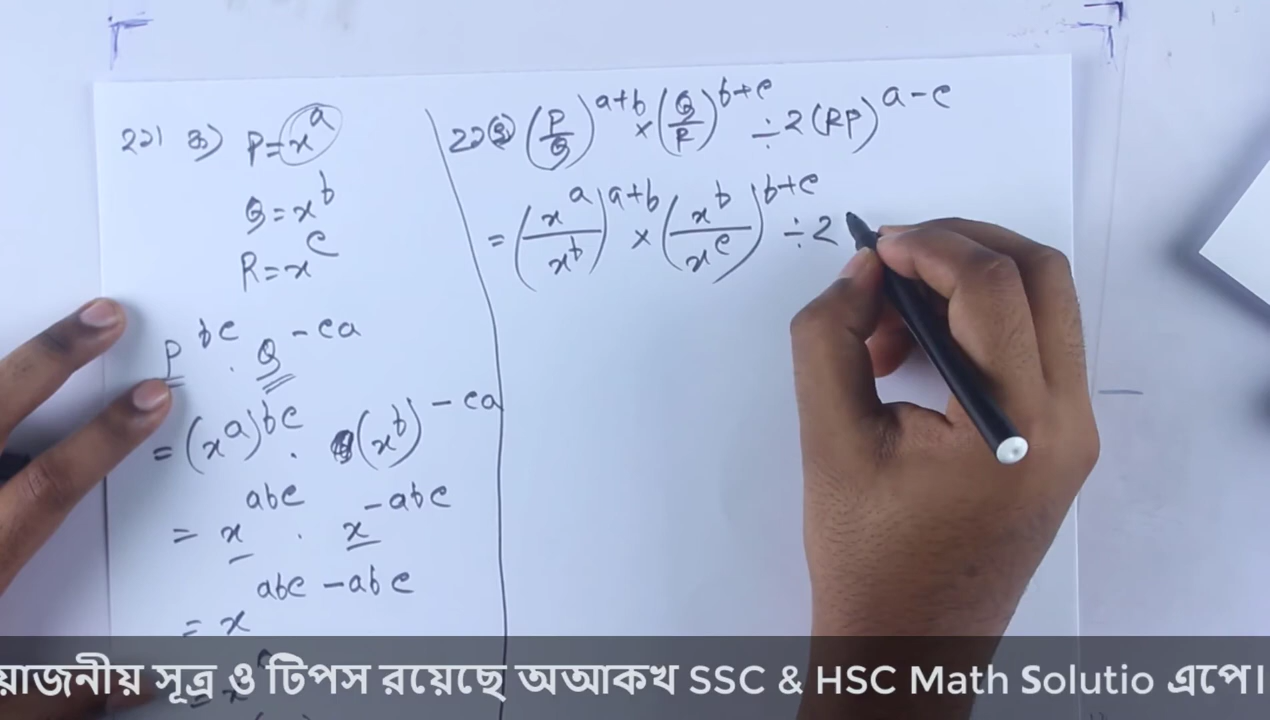 ২২। ক) P=x^a
Q=x^b
R=x^c
P^bc . Q^-ca
= (x^a)^bc . (x^b)^-ca
= x^abc . x^-abc
= x^abc-abc
= x
২২ (P/Q)^a+b × (Q/R)^b+c ÷ 2(RP)^a-c
= (x^a/x^b)^a+b × (x^b/x^c)^b+c ÷ 2
য়াজনীয় সূত্র ও টিপস রয়েছে অআকখ SSC & HSC Math Solutio এপে।